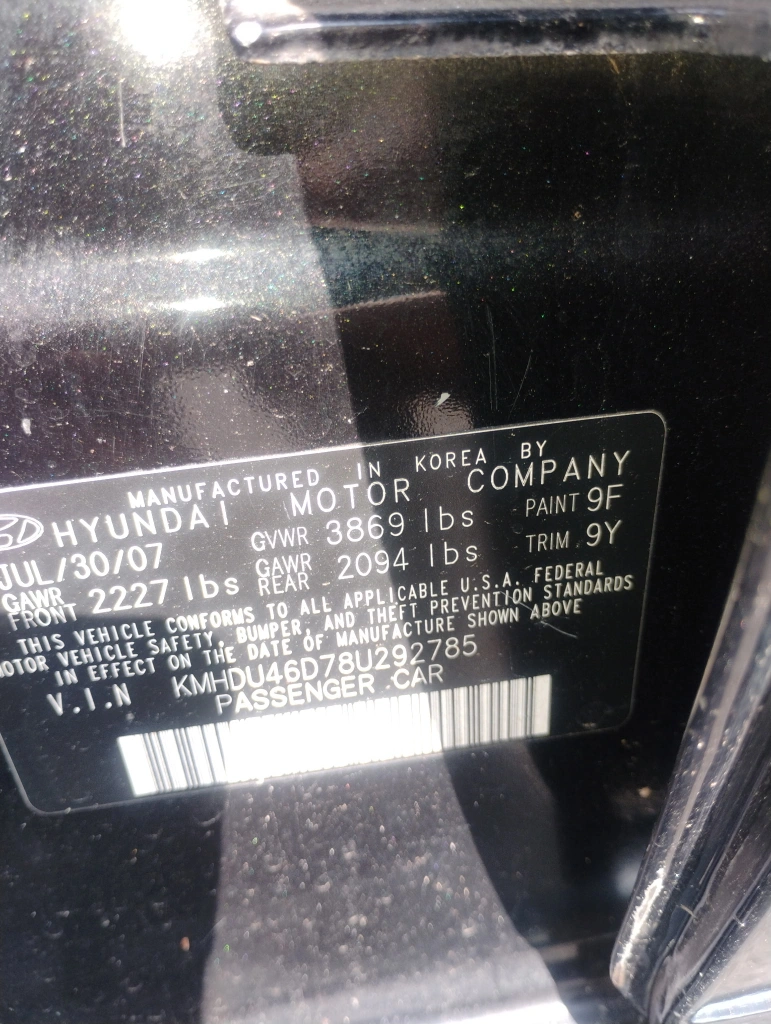 MANUFACTURED IN KOREA BY
HYUNDAI MOTOR COMPANY
JUL/30/07 GVWR 3869 lbs PAINT 9F
GAWR FRONT 2227 lbs GAWR REAR 2094 lbs TRIM 9Y
THIS VEHICLE CONFORMS TO ALL APPLICABLE U.S.A. FEDERAL
MOTOR VEHICLE SAFETY, BUMPER, AND THEFT PREVENTION STANDARDS
IN EFFECT ON THE DATE OF MANUFACTURE SHOWN ABOVE
V.I.N KMHDU46D78U292785
PASSENGER CAR